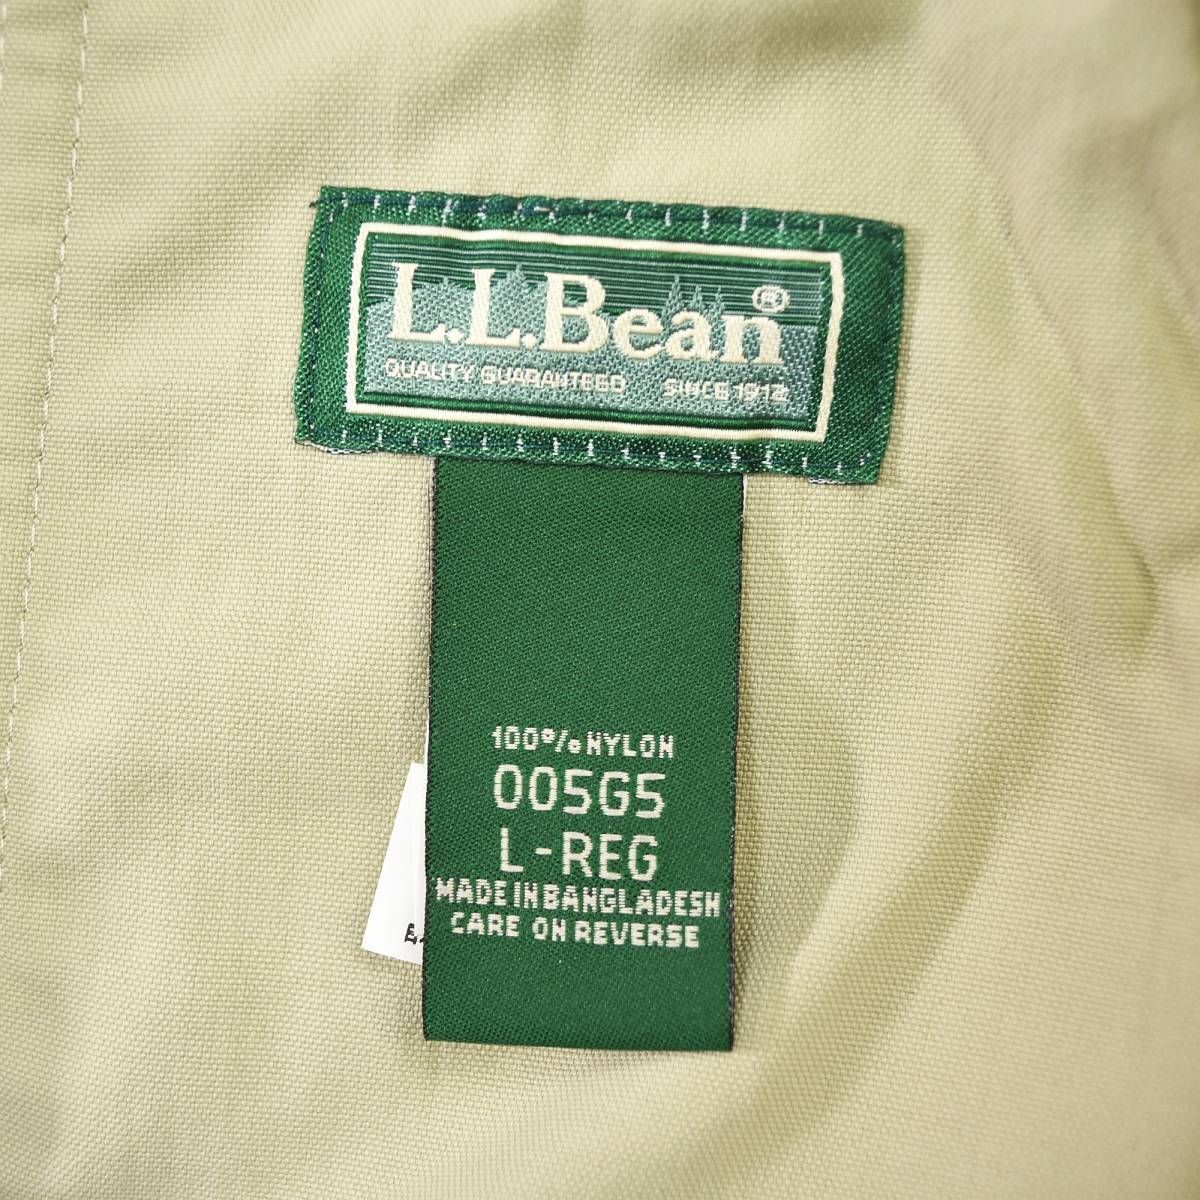 L.L.Bean®
QUALITY GUARANTEED SINCE 1912
100% NYLON
005G5
L-REG
MADE IN BANGLADESH
CARE ON REVERSE